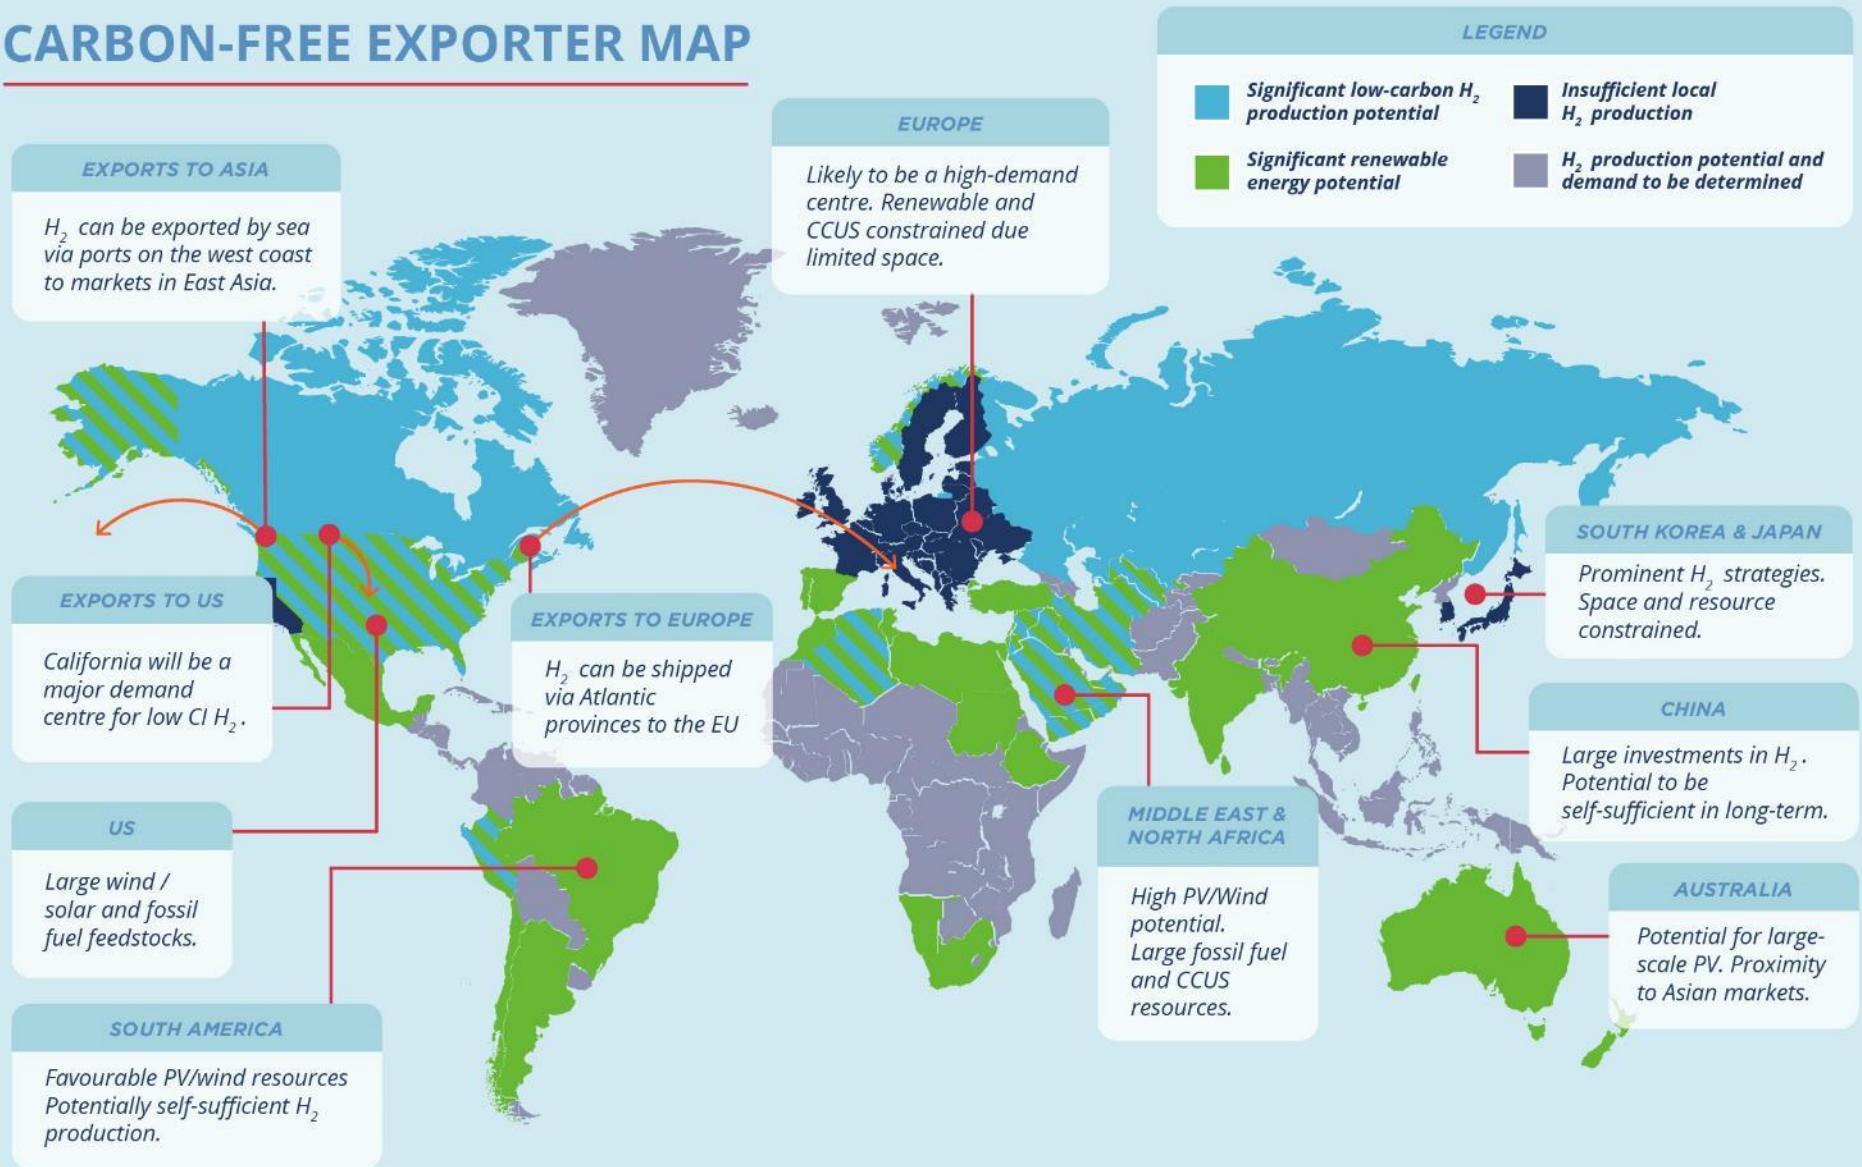 CARBON-FREE EXPORTER MAP
LEGEND
Significant low-carbon H2
production potential
Insufficient local
H2 production
Significant renewable
energy potential
H2 production potential and
demand to be determined
EXPORTS TO ASIA
H2 can be exported by sea
via ports on the west coast
to markets in East Asia.
EUROPE
Likely to be a high-demand
centre. Renewable and
CCUS constrained due
limited space.
SOUTH KOREA & JAPAN
Prominent H2 strategies.
Space and resource
constrained.
EXPORTS TO US
California will be a
major demand
centre for low CI H2.
EXPORTS TO EUROPE
H2 can be shipped
via Atlantic
provinces to the EU
CHINA
Large investments in H2.
Potential to be
self-sufficient in long-term.
US
Large wind /
solar and fossil
fuel feedstocks.
MIDDLE EAST &
NORTH AFRICA
High PV/Wind
potential.
Large fossil fuel
and CCUS
resources.
AUSTRALIA
Potential for large-
scale PV. Proximity
to Asian markets.
SOUTH AMERICA
Favourable PV/wind resources
Potentially self-sufficient H2
production.